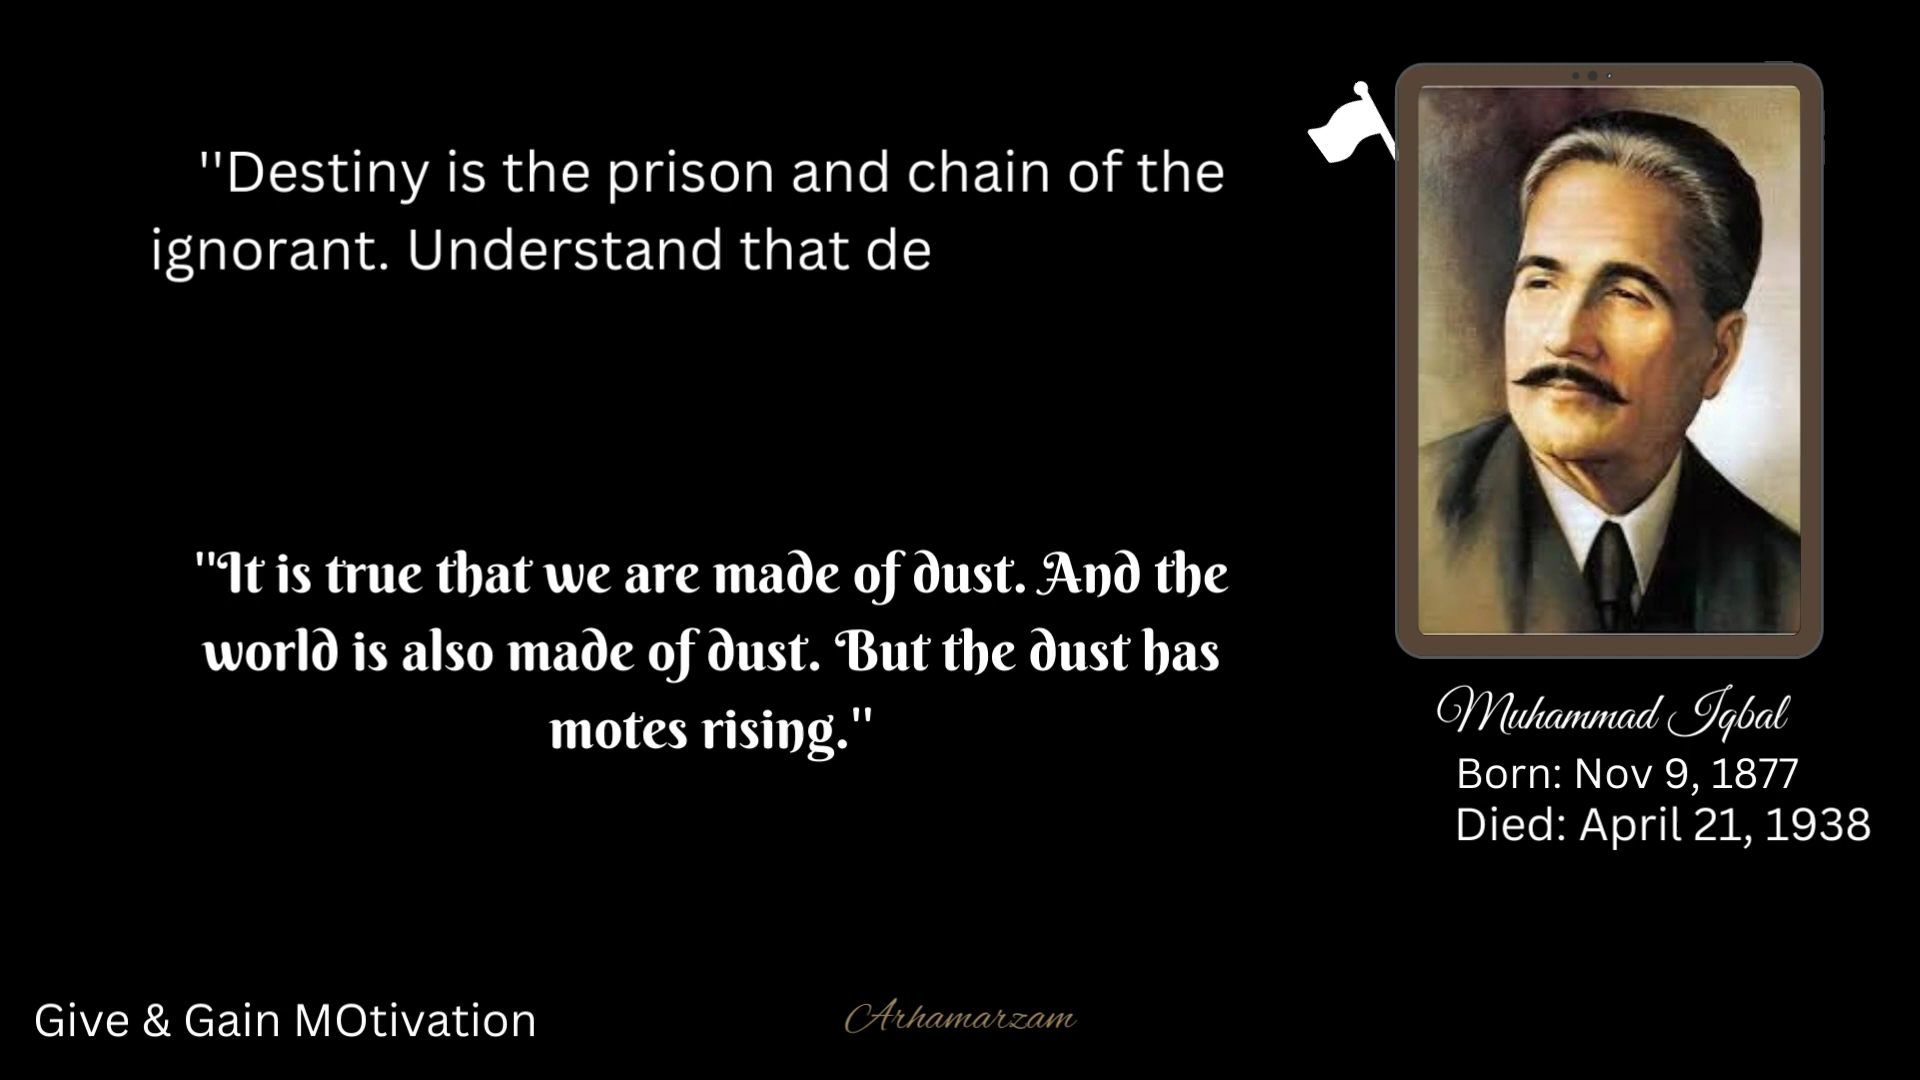 "Destiny is the prison and chain of the
ignorant. Understand that de
"It is true that we are made of dust. And the
world is also made of dust. But the dust has
motes rising."
Muhammad Iqbal
Born: Nov 9, 1877
Died: April 21, 1938
Give & Gain MOtivation
Arhamarzam